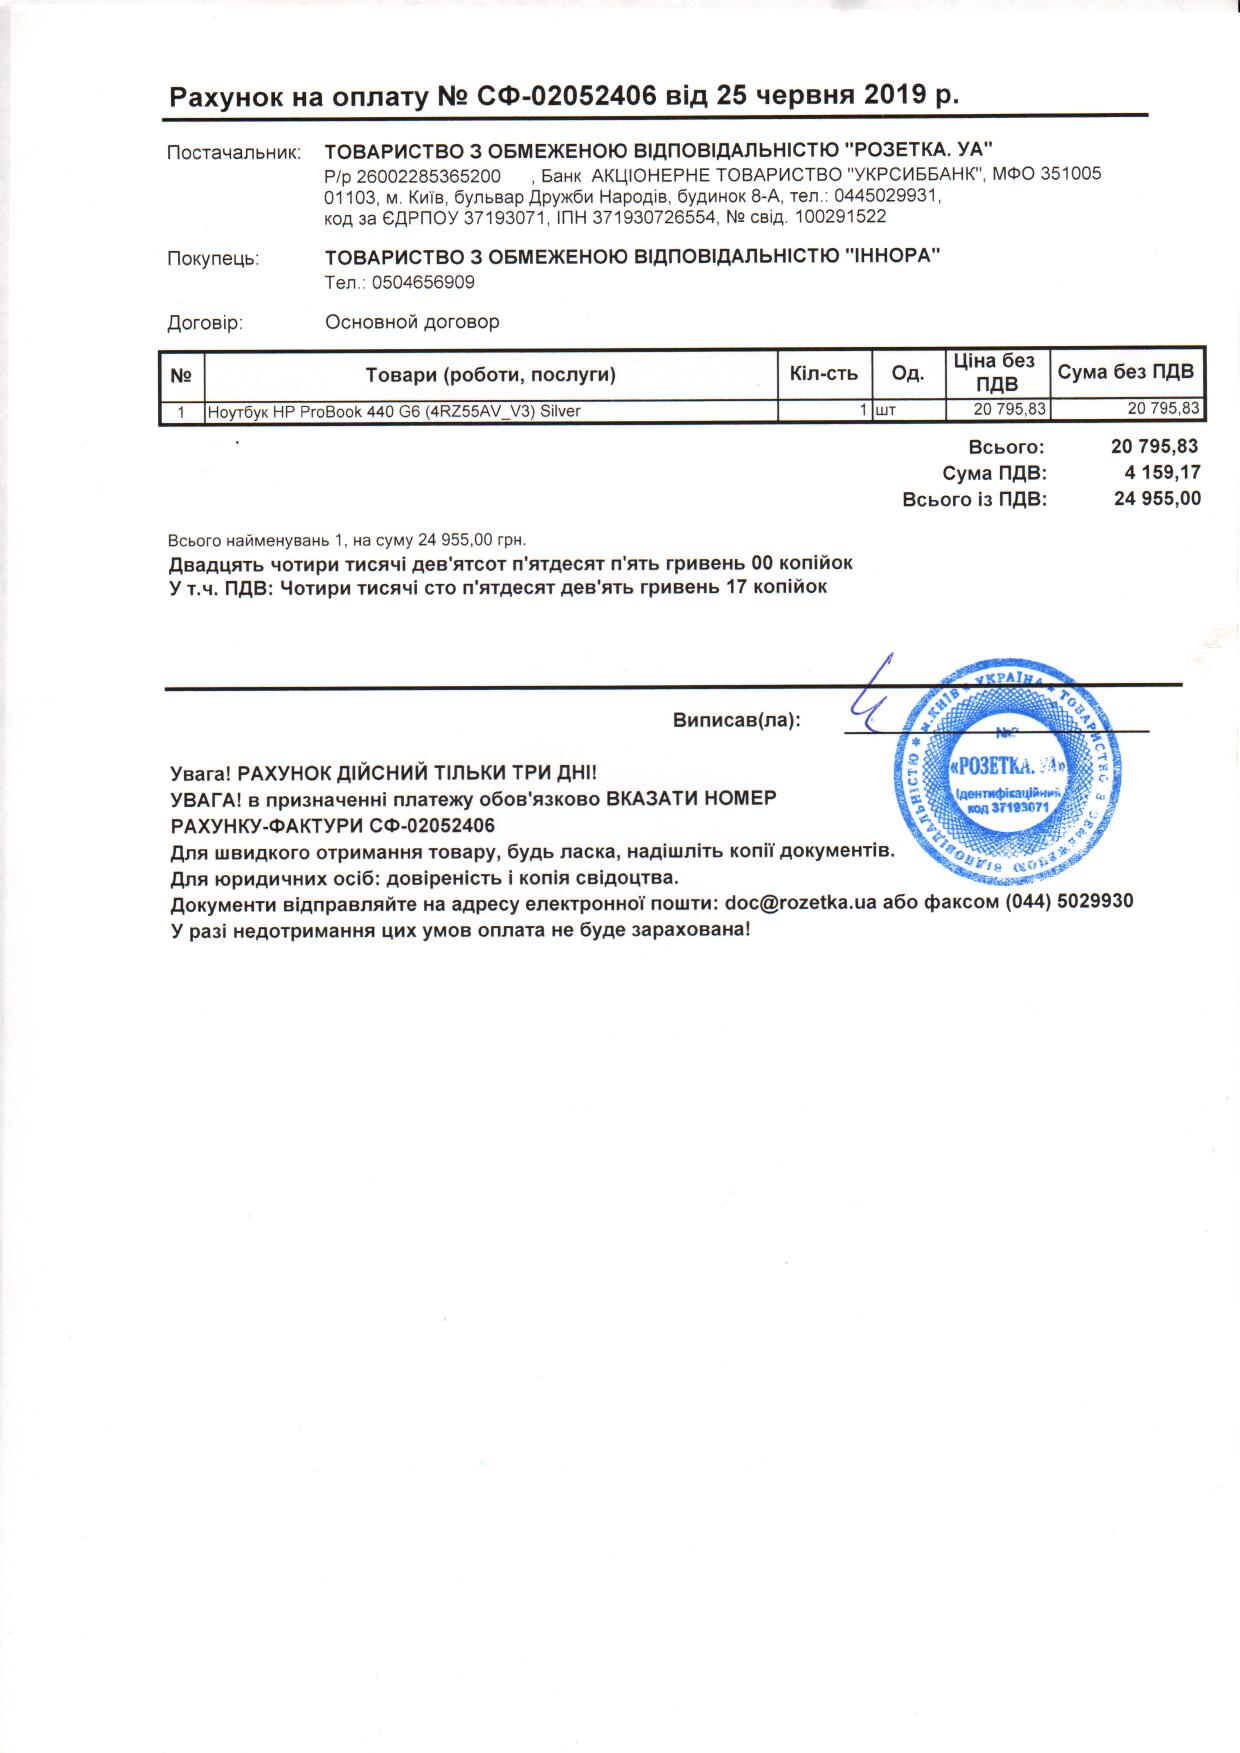 Рахунок на оплату № СФ-02052406 від 25 червня 2019 р.
Постачальник: ТОВАРИСТВО З ОБМЕЖЕНОЮ ВІДПОВІДАЛЬНІСТЮ "РОЗЕТКА. УА"
Р/р 26002285365200 , Банк АКЦІОНЕРНЕ ТОВАРИСТВО "УКРСИББАНК", МФО 351005
01103, м. Київ, бульвар Дружби Народів, будинок 8-А, тел.: 0445029931,
код за ЄДРПОУ 37193071, ІПН 371930726554, № свід. 100291522
Покупець: ТОВАРИСТВО З ОБМЕЖЕНОЮ ВІДПОВІДАЛЬНІСТЮ "ІННОРА"
Тел.: 0504656909
Договір: Основной договор
№ Товари (роботи, послуги) Кіл-сть Од. Ціна без ПДВ Сума без ПДВ
1 Ноутбук HP ProBook 440 G6 (4RZ55AV_V3) Silver 1 шт 20 795,83 20 795,83
Всього: 20 795,83
Сума ПДВ: 4 159,17
Всього із ПДВ: 24 955,00
Всього найменувань 1, на суму 24 955,00 грн.
Двадцять чотири тисячі дев'ятсот п'ятдесят п'ять гривень 00 копійок
У т.ч. ПДВ: Чотири тисячі сто п'ятдесят дев'ять гривень 17 копійок
Виписав(ла):
м.КИЇВ * УКРАЇНА * ТОВАРИСТВО З ОБМЕЖЕНОЮ ВІДПОВІДАЛЬНІСТЮ *
«РОЗЕТКА. УА»
Ідентифікаційний
код 37193071
Увага! РАХУНОК ДІЙСНИЙ ТІЛЬКИ ТРИ ДНІ!
УВАГА! в призначенні платежу обов'язково ВКАЗАТИ НОМЕР
РАХУНКУ-ФАКТУРИ СФ-02052406
Для швидкого отримання товару, будь ласка, надішліть копії документів.
Для юридичних осіб: довіреність і копія свідоцтва.
Документи відправляйте на адресу електронної пошти: doc@rozetka.ua або факсом (044) 5029930
У разі недотримання цих умов оплата не буде зарахована!